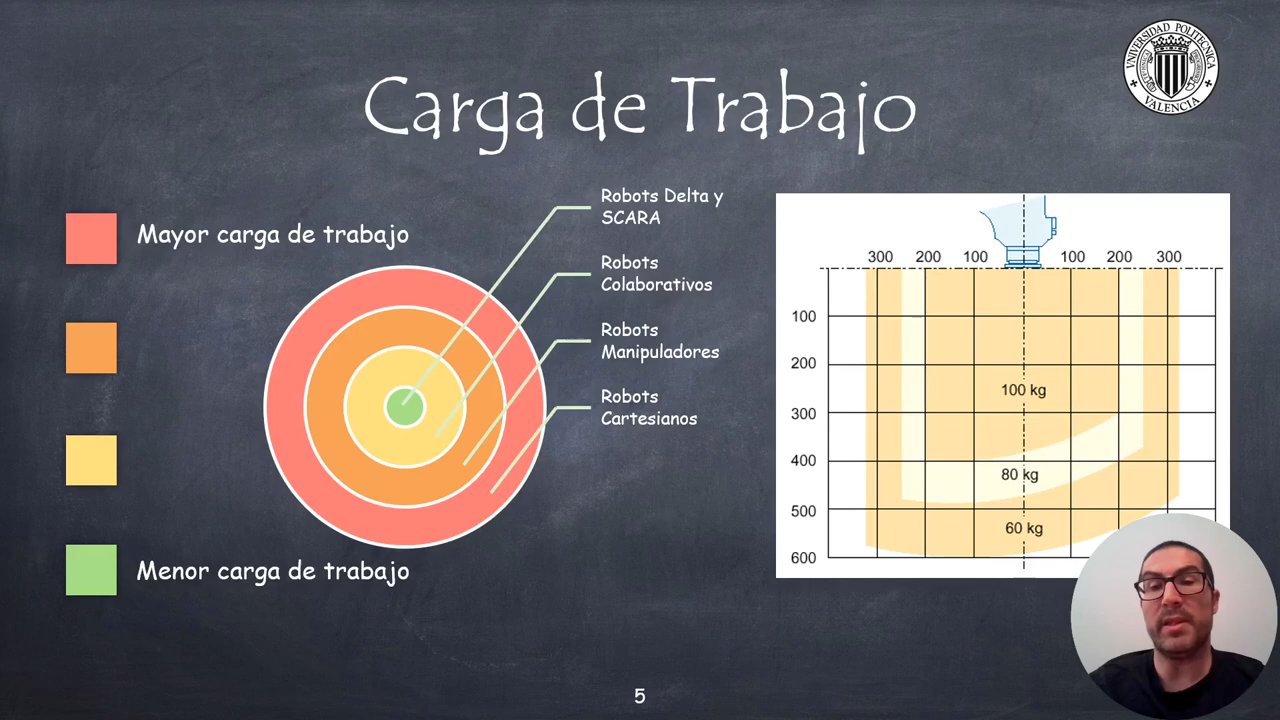 UNIVERSIDAD POLITECNICA
VALENCIA
Carga de Trabajo
Mayor carga de trabajo
Menor carga de trabajo
Robots Delta y
SCARA
Robots
Colaborativos
Robots
Manipuladores
Robots
Cartesianos
300 200 100 100 200 300
100
200
300
400
500
600
100 kg
80 kg
60 kg
5